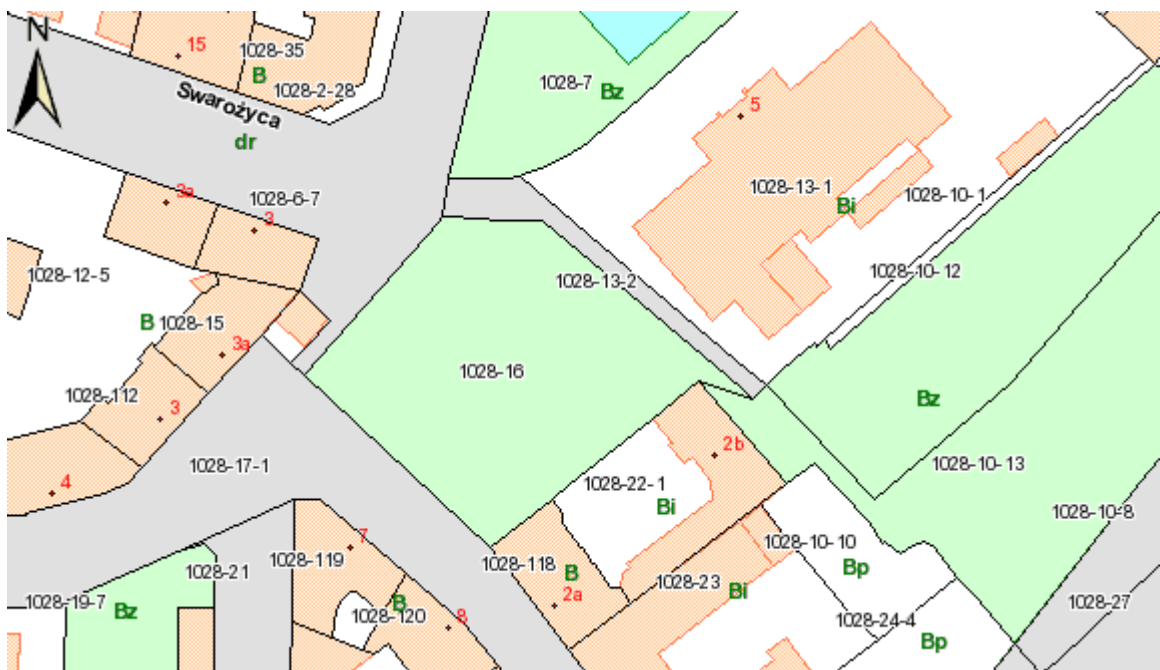 N
15
1028-35
B
1028-2-28
Swarożyca
dr
1028-7
Bz
5
1028-13-1
Bi
1028-10-1
3a
1028-6-7
3
1028-12-5
1028-13-2
1028-10-12
B
1028-15
3a
1028-16
1028-112
3
Bz
1028-17-1
2b
1028-10-13
1028-22-1
Bi
4
1028-10-8
7
1028-119
1028-118
1028-10-10
Bp
1028-21
B
1028-23
Bi
1028-19-7
Bz
B
1028-120
2a
8
1028-24-4
Bp
1028-27